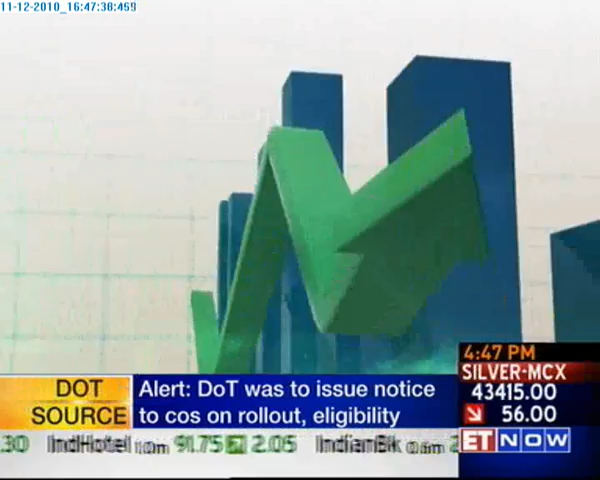 11-12-2010_16:47:38:459
4:47 PM
SILVER-MCX
43415.00
56.00
ET NOW
DOT
SOURCE
Alert: DoT was to issue notice
to cos on rollout, eligibility
.30 IndHotel 91.75 2.05 IndianBk